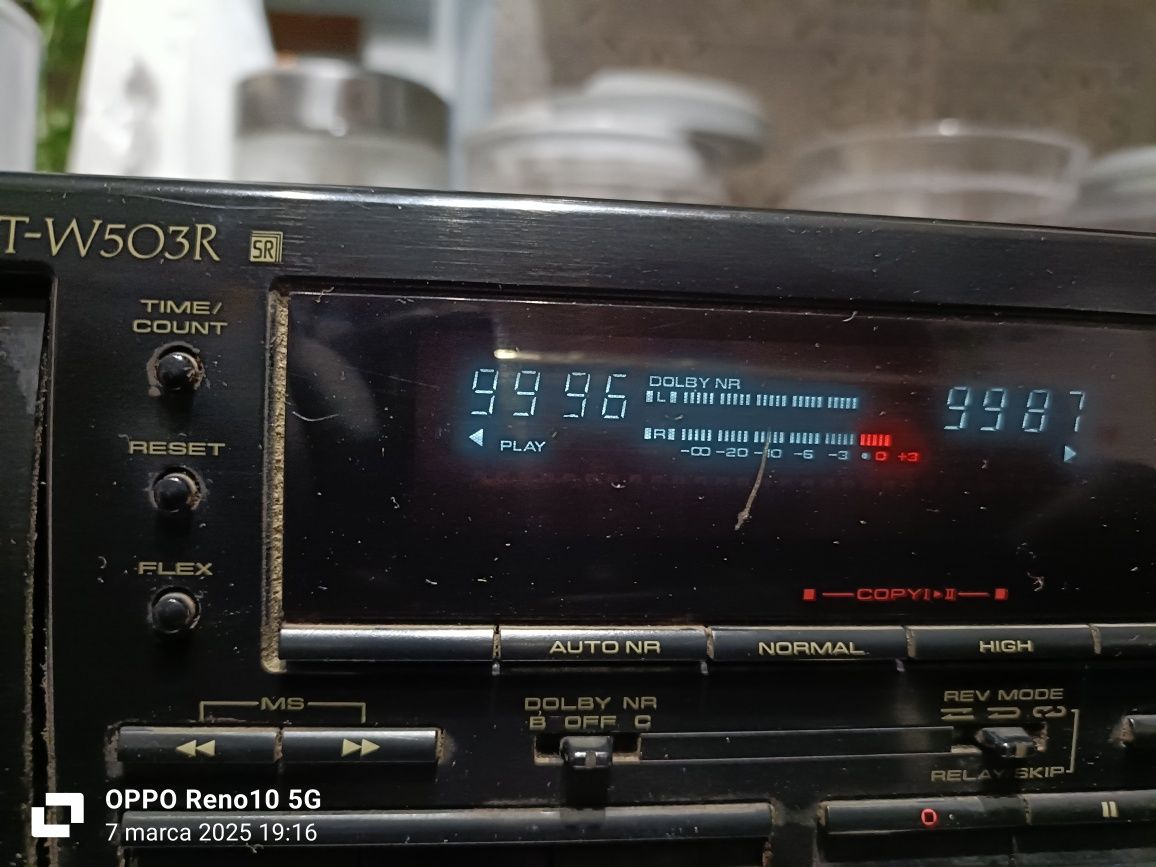 T-W503R SR
TIME/
COUNT
RESET
FLEX
9996
DOLBY NR
L
9987
PLAY
R
-∞ -20 -10 -6 -3 0 +3
COPY I▸II
AUTO NR NORMAL HIGH
MS
DOLBY NR
B OFF C
REV MODE
RELAY SKIP
OPPO Reno10 5G
7 marca 2025 19:16